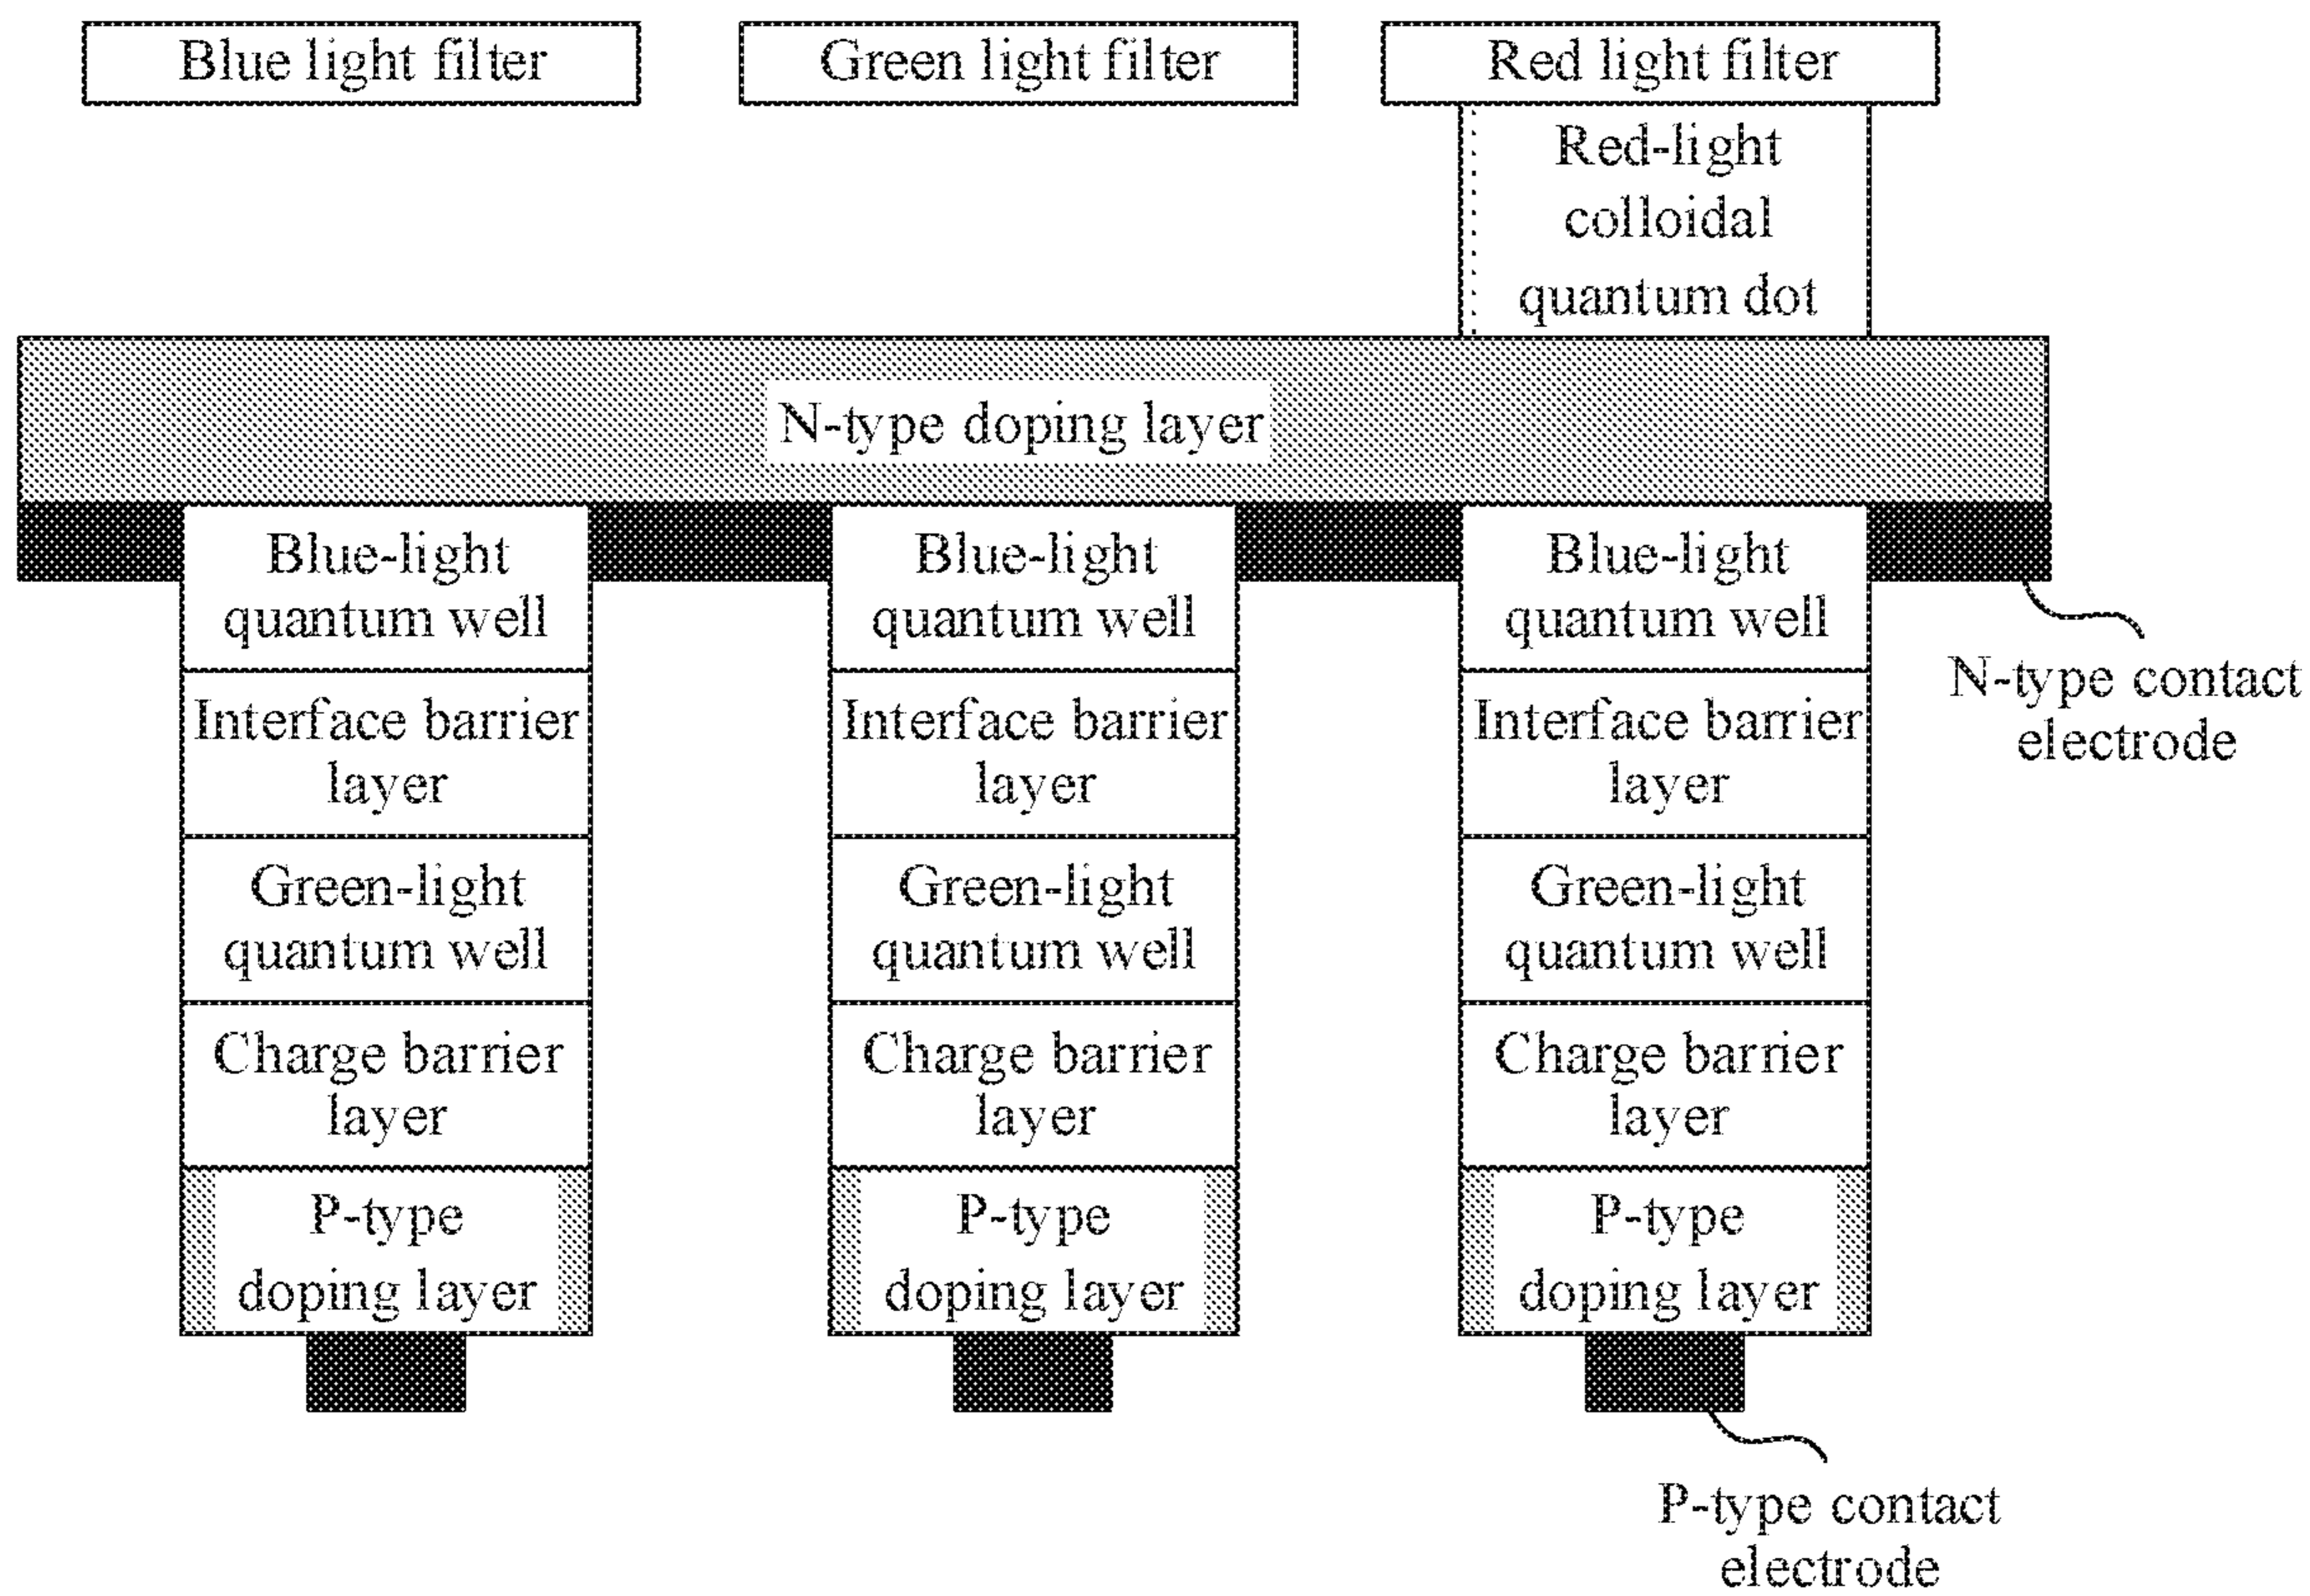 Blue light filter
Green light filter
Red light filter
Red-light
colloidal
quantum dot
N-type doping layer
Blue-light
quantum well
Blue-light
quantum well
Blue-light
quantum well
N-type contact
electrode
Interface barrier
layer
Interface barrier
layer
Interface barrier
layer
Green-light
quantum well
Green-light
quantum well
Green-light
quantum well
Charge barrier
layer
Charge barrier
layer
Charge barrier
layer
P-type
doping layer
P-type
doping layer
P-type
doping layer
P-type contact
electrode